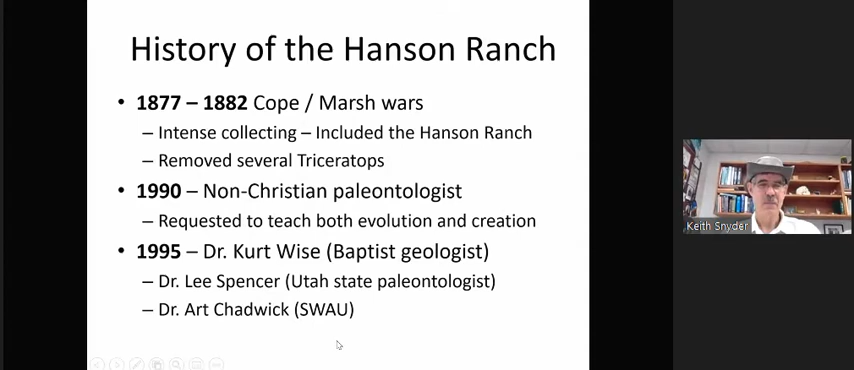 History of the Hanson Ranch
• 1877 – 1882 Cope / Marsh wars
– Intense collecting – Included the Hanson Ranch
– Removed several Triceratops
• 1990 – Non-Christian paleontologist
– Requested to teach both evolution and creation
• 1995 – Dr. Kurt Wise (Baptist geologist)
– Dr. Lee Spencer (Utah state paleontologist)
– Dr. Art Chadwick (SWAU)
Keith Snyder